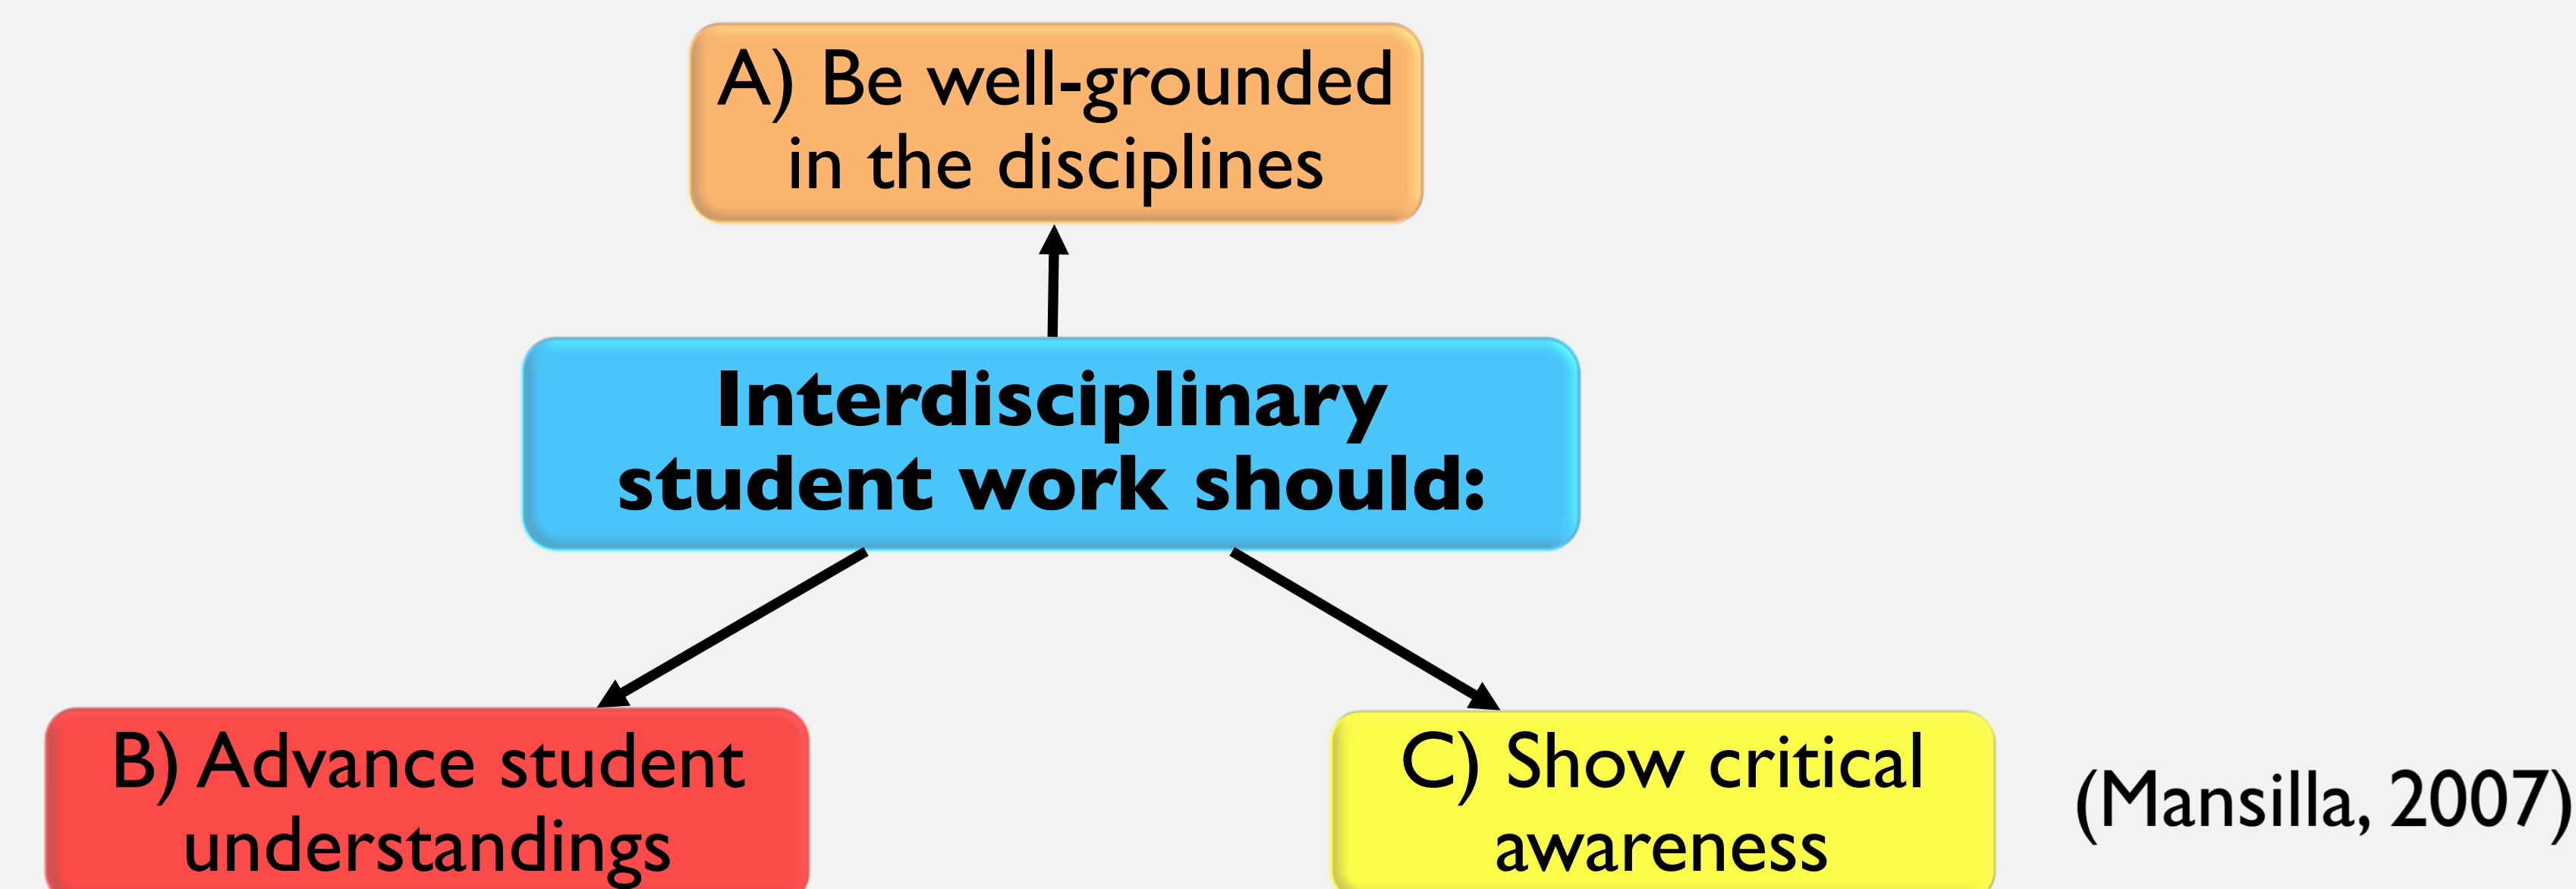 A) Be well-grounded
in the disciplines
Interdisciplinary
student work should:
B) Advance student
understandings
C) Show critical
awareness
(Mansilla, 2007)